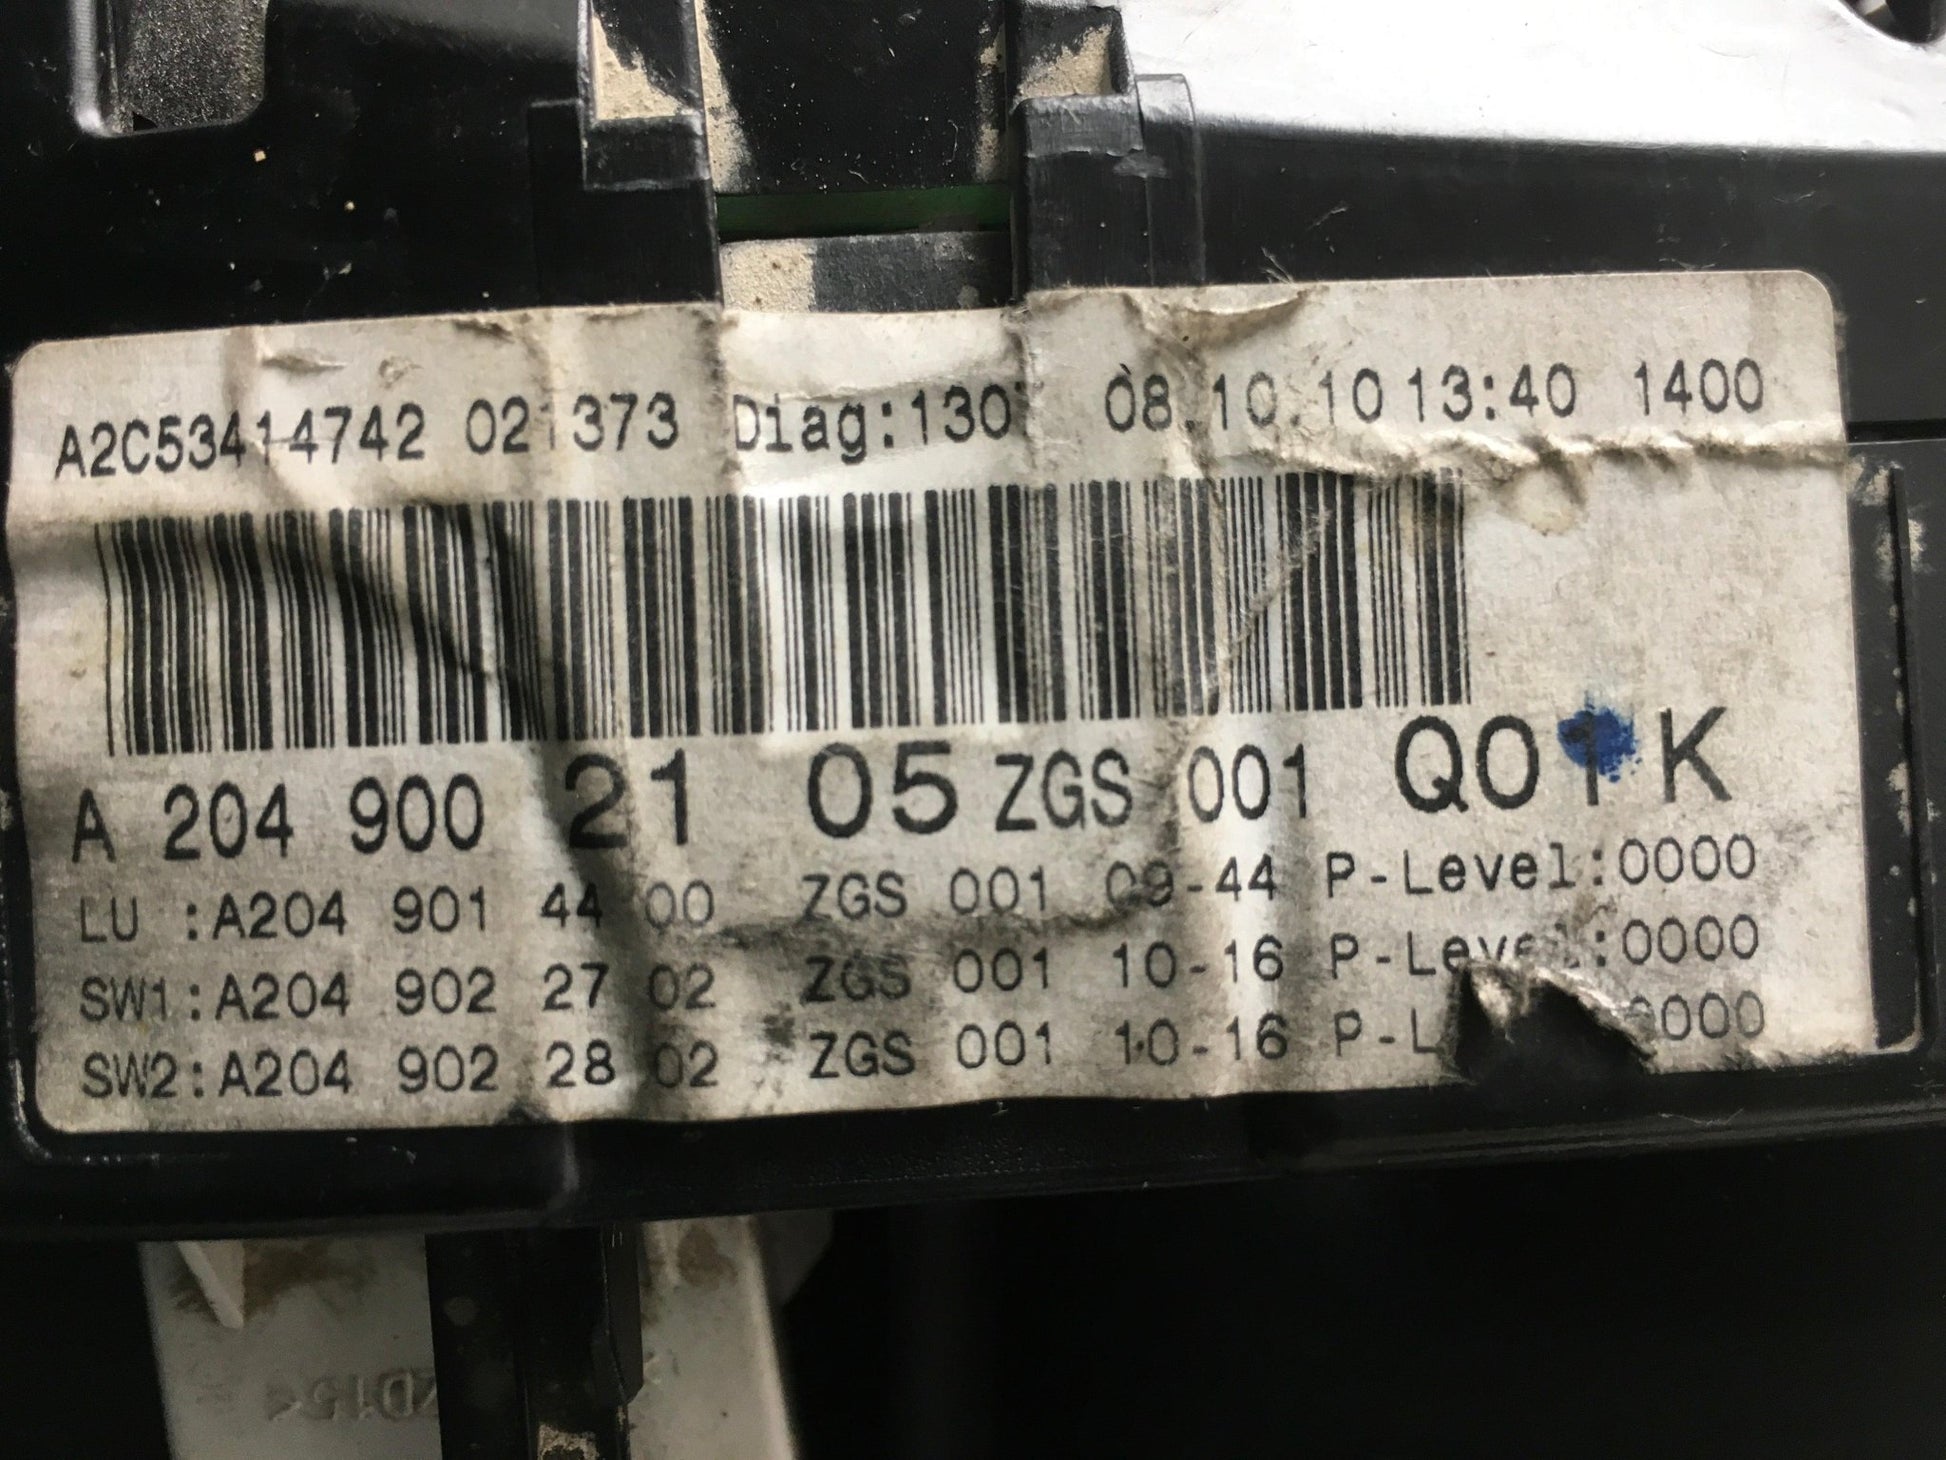 A2C53414742 021373 Diag:130 08.10.10 13:40 1400
A 204 900 21 05 ZGS 001 Q01 K
LU :A204 901 44 00 ZGS 001 09-44 P-Level:0000
SW1:A204 902 27 02 ZGS 001 10-16 P-Level:0000
SW2:A204 902 28 02 ZGS 001 10-16 P-L 0000